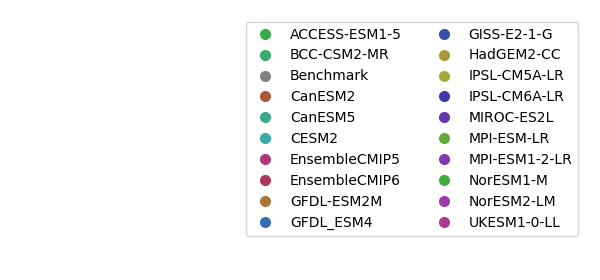 ACCESS-ESM1-5
BCC-CSM2-MR
Benchmark
CanESM2
CanESM5
CESM2
EnsembleCMIP5
EnsembleCMIP6
GFDL-ESM2M
GFDL_ESM4
GISS-E2-1-G
HadGEM2-CC
IPSL-CM5A-LR
IPSL-CM6A-LR
MIROC-ES2L
MPI-ESM-LR
MPI-ESM1-2-LR
NorESM1-M
NorESM2-LM
UKESM1-0-LL